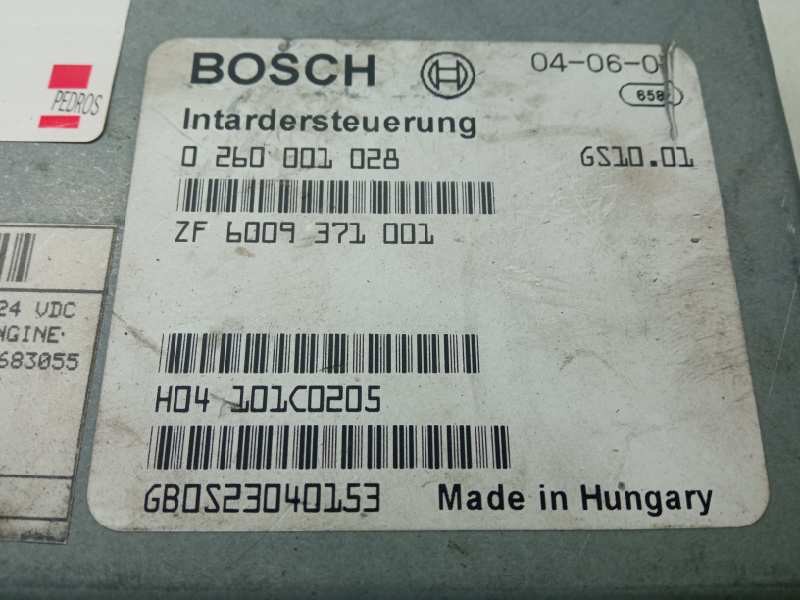 PEDROS
BOSCH
04-06-0
658
Intardersteuerung
0 260 001 028
GS10.01
ZF 6009 371 001
24 VDC
NGINE
683055
H04 101C0205
GB0S23040153
Made in Hungary